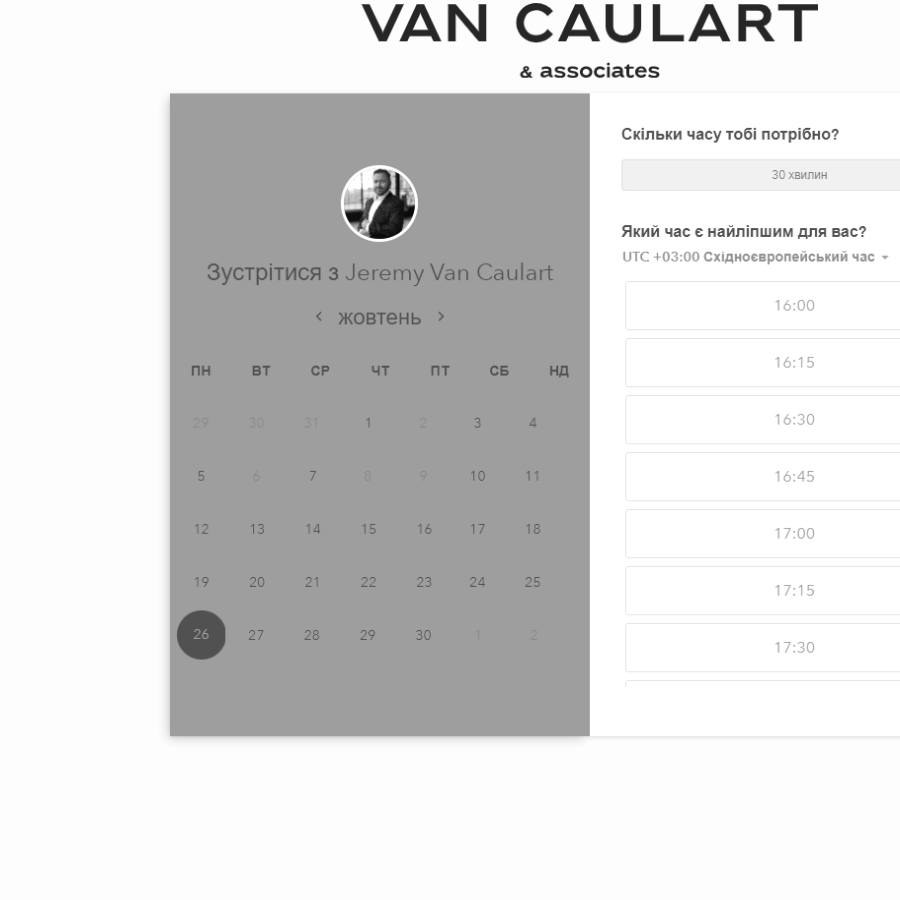 VAN CAULART
& associates
Зустрітися з Jeremy Van Caulart
жовтень
ПН ВТ СР ЧТ ПТ СБ НД
29 30 31 1 2 3 4
5 6 7 8 9 10 11
12 13 14 15 16 17 18
19 20 21 22 23 24 25
26 27 28 29 30 1 2
Скільки часу тобі потрібно?
30 хвилин
Який час є найліпшим для вас?
UTC +03:00 Східноєвропейський час
16:00
16:15
16:30
16:45
17:00
17:15
17:30